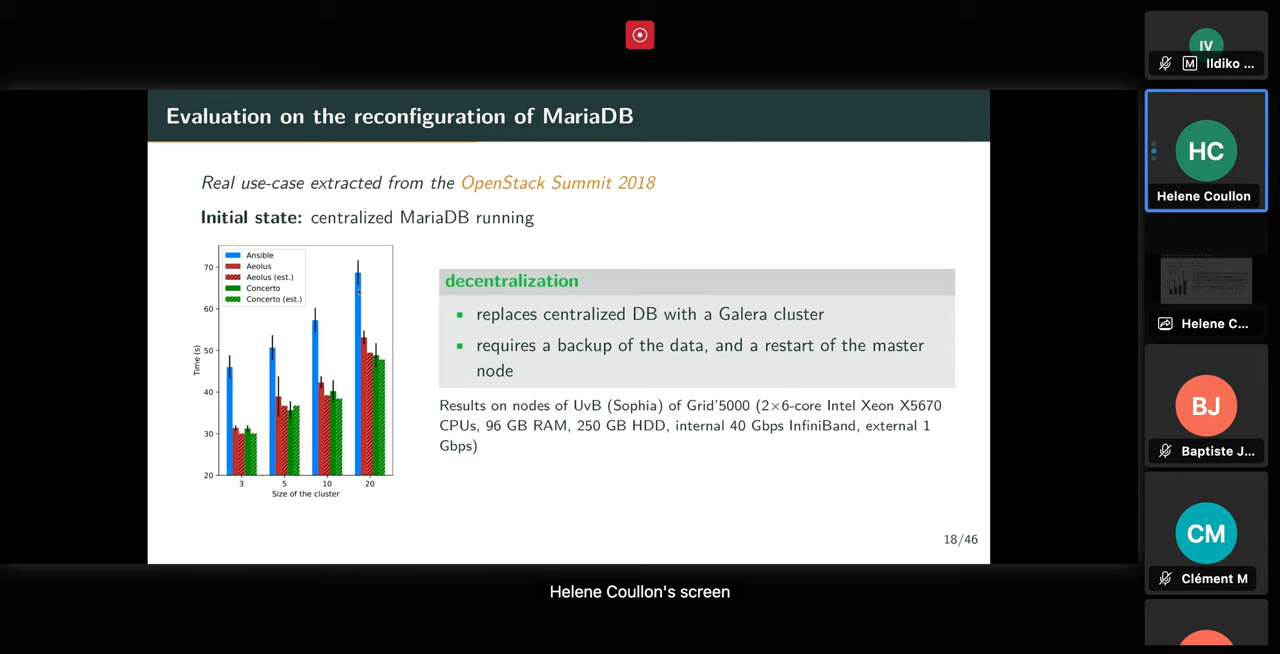 Evaluation on the reconfiguration of MariaDB
Real use-case extracted from the OpenStack Summit 2018
Initial state: centralized MariaDB running
Ansible
Aeolus
Aeolus (est.)
Concerto
Concerto (est.)
70
60
50
40
30
20
Time (s)
3 5 10 20
Size of the cluster
decentralization
replaces centralized DB with a Galera cluster
requires a backup of the data, and a restart of the master
node
Results on nodes of UvB (Sophia) of Grid'5000 (2×6-core Intel Xeon X5670
CPUs, 96 GB RAM, 250 GB HDD, internal 40 Gbps InfiniBand, external 1
Gbps)
18/46
Helene Coullon's screen
IV
M Ildiko ...
HC
Helene Coullon
Helene C...
BJ
Baptiste J...
CM
Clément M